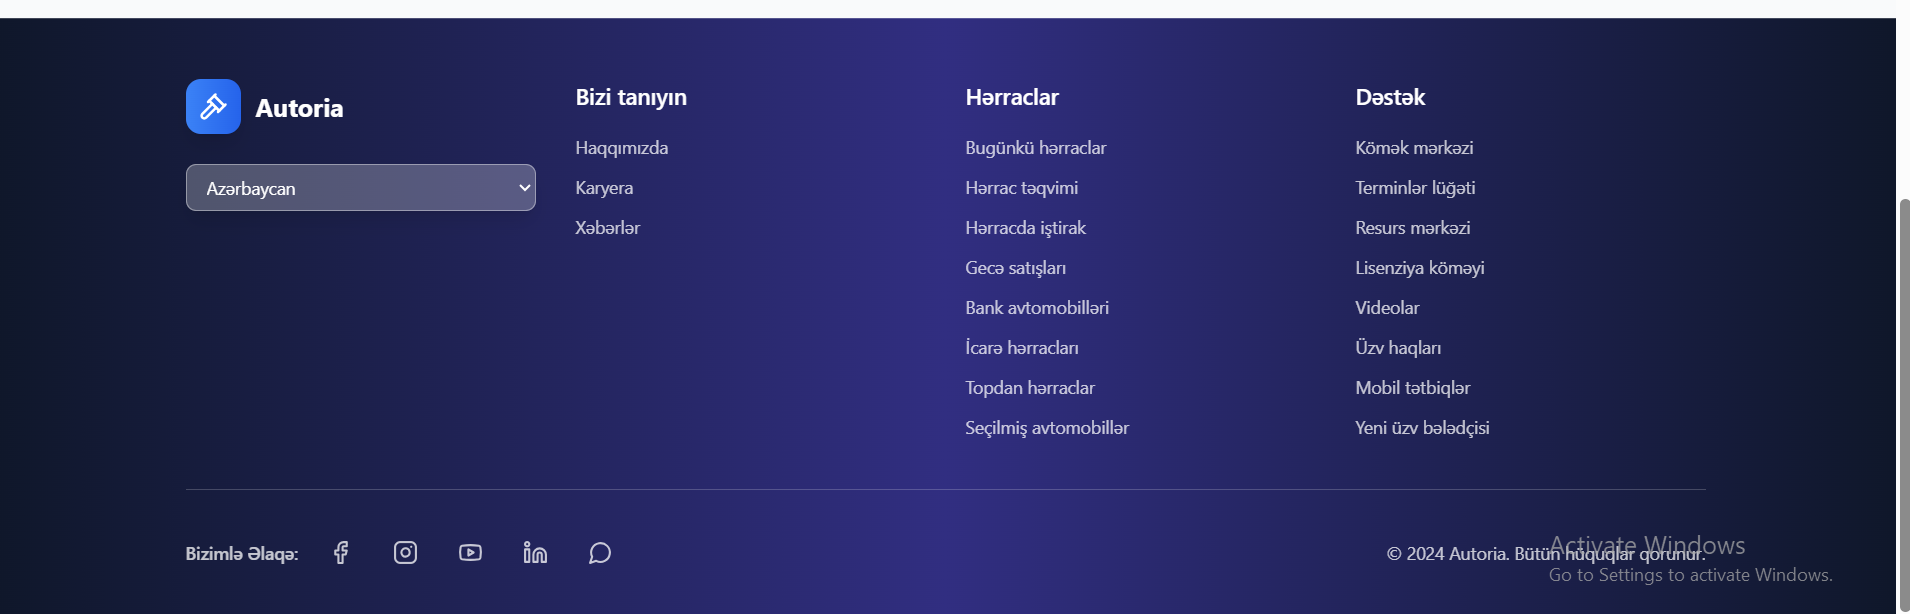 Autoria
Azərbaycan
Bizi tanıyın
Haqqımızda
Karyera
Xəbərlər
Hərraclar
Bugünkü hərraclar
Hərrac təqvimi
Hərracda iştirak
Gecə satışları
Bank avtomobilləri
İcarə hərracları
Topdan hərraclar
Seçilmiş avtomobillər
Dəstək
Kömək mərkəzi
Terminlər lüğəti
Resurs mərkəzi
Lisenziya köməyi
Videolar
Üzv haqları
Mobil tətbiqlər
Yeni üzv bələdçisi
Bizimlə Əlaqə:
© 2024 Autoria. Bütün hüquqlar qorunur.
Activate Windows
Go to Settings to activate Windows.